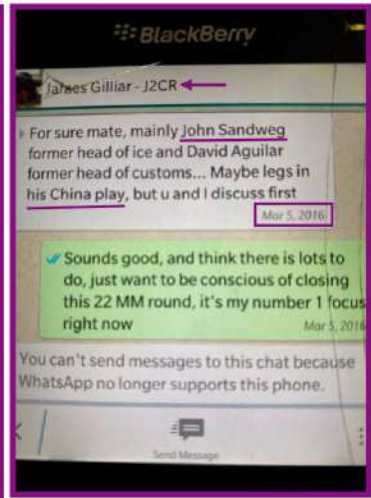 BlackBerry
James Gilliar - J2CR
For sure mate, mainly John Sandweg
former head of ice and David Aguilar
former head of customs... Maybe legs in
his China play, but u and I discuss first
Mar 5, 2016
Sounds good, and think there is lots to
do, just want to be conscious of closing
this 22 MM round, it's my number 1 focus
right now
Mar 5, 2016
You can't send messages to this chat because
WhatsApp no longer supports this phone.
Send Message